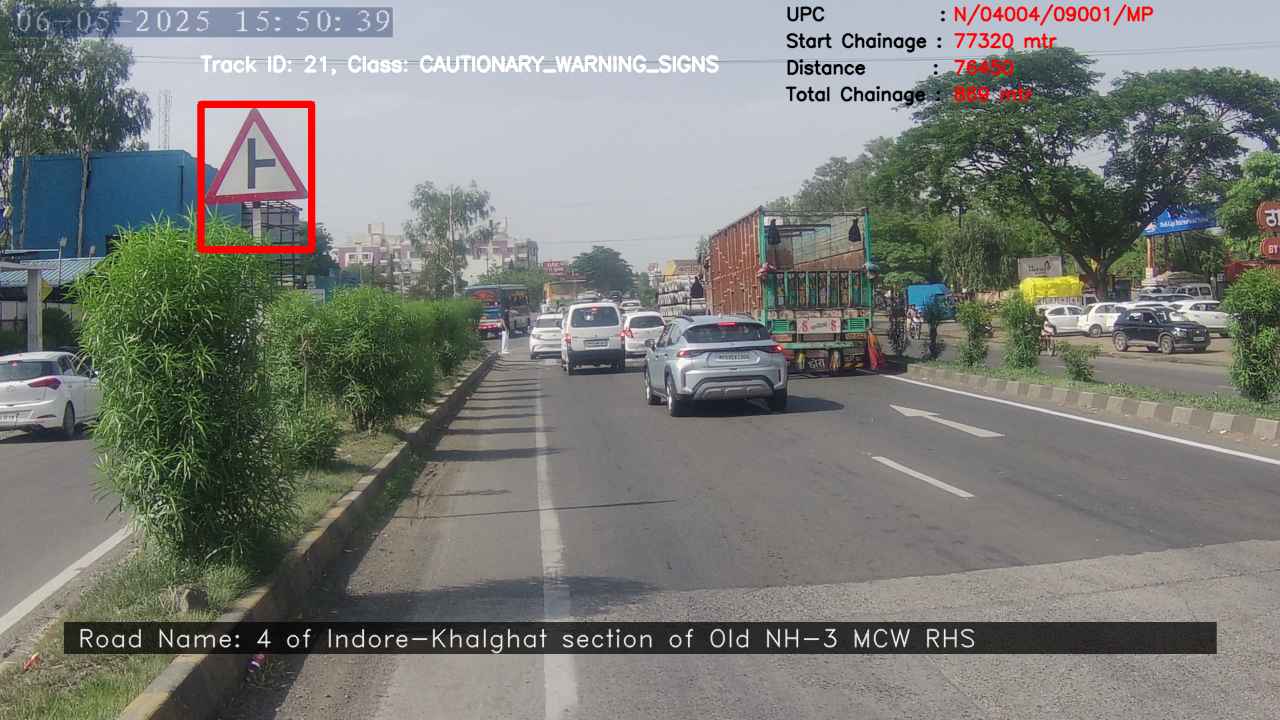 06-05-2025 15:50:39
UPC : N/04004/09001/MP
Start Chainage : 77320 mtr
Distance : 76450
Total Chainage : 869 mtr
Track ID: 21, Class: CAUTIONARY_WARNING_SIGNS
Road Name: 4 of Indore-Khalghat section of Old NH-3 MCW RHS